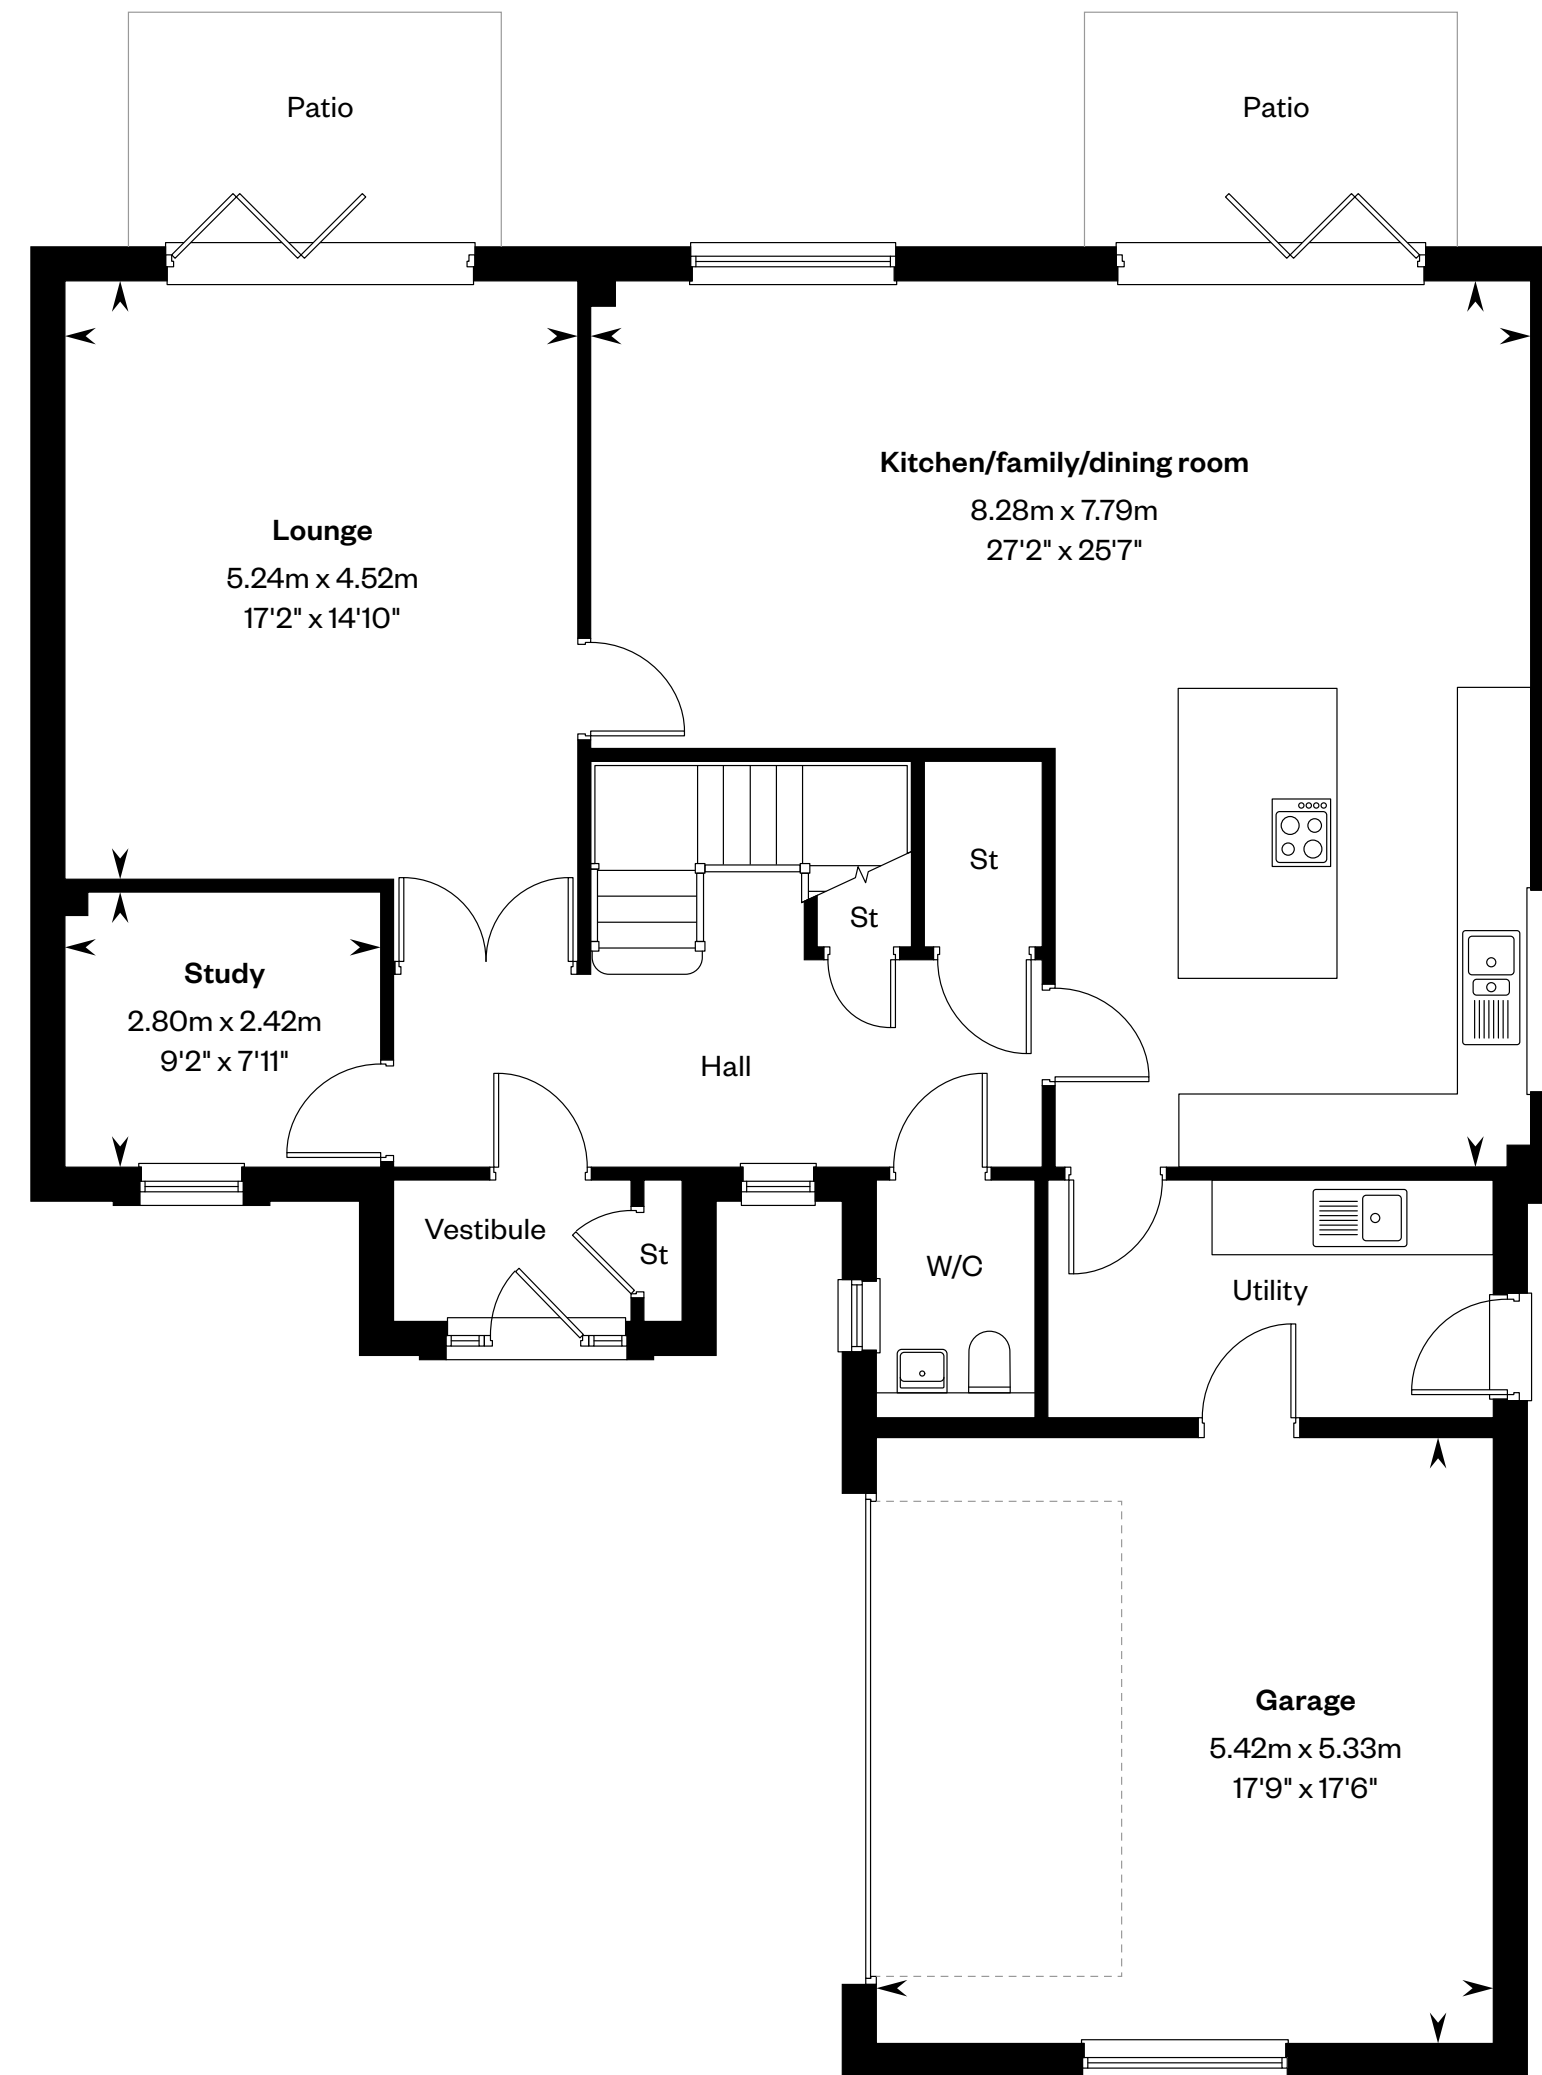 Patio
Patio
Kitchen/family/dining room
8.28m x 7.79m
27'2" x 25'7"
Lounge
5.24m x 4.52m
17'2" x 14'10"
St
St
Study
2.80m x 2.42m
9'2" x 7'11"
Hall
Vestibule
St
W/C
Utility
Garage
5.42m x 5.33m
17'9" x 17'6"